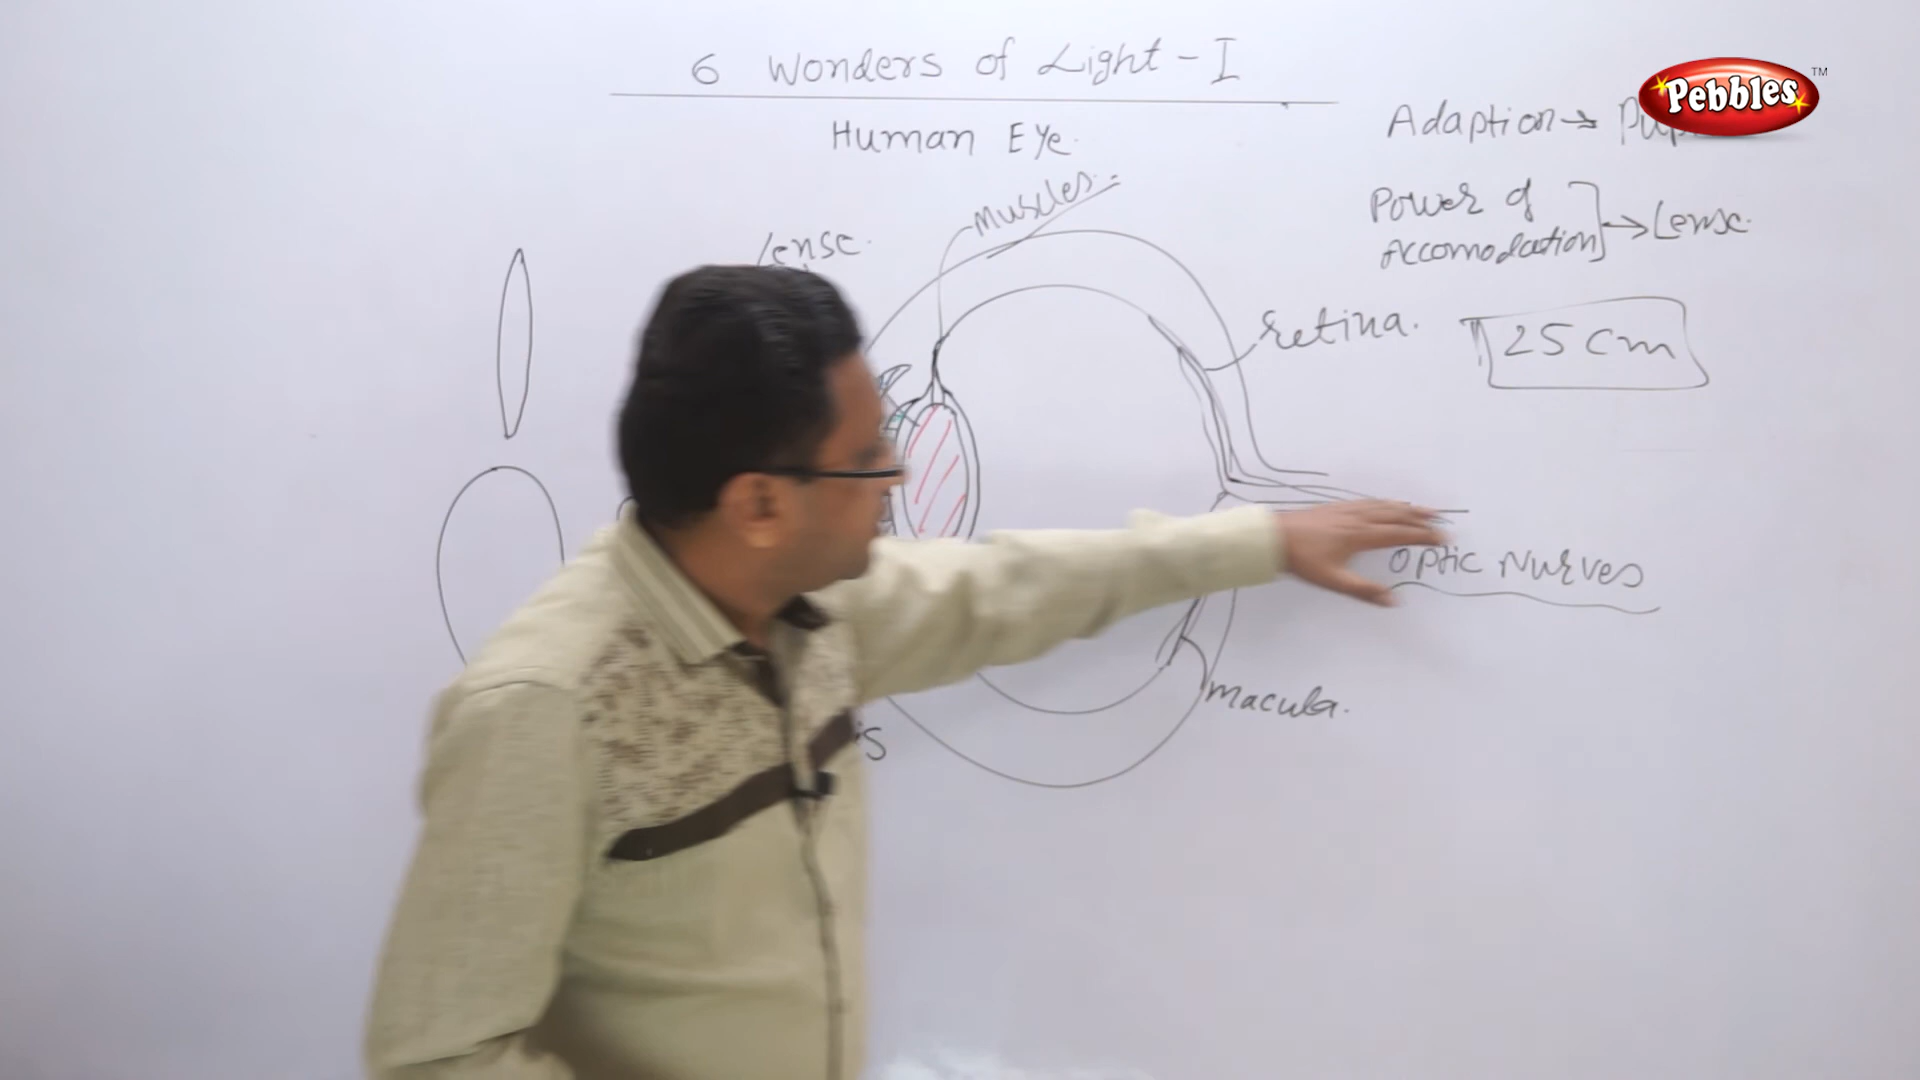 6 Wonders of Light - I
Human Eye.
Pebbles TM
Adaption →
Power of
Accomodation → Lense.
Muscles
lense.
retina.
25 cm
Optic Nurves
macula.